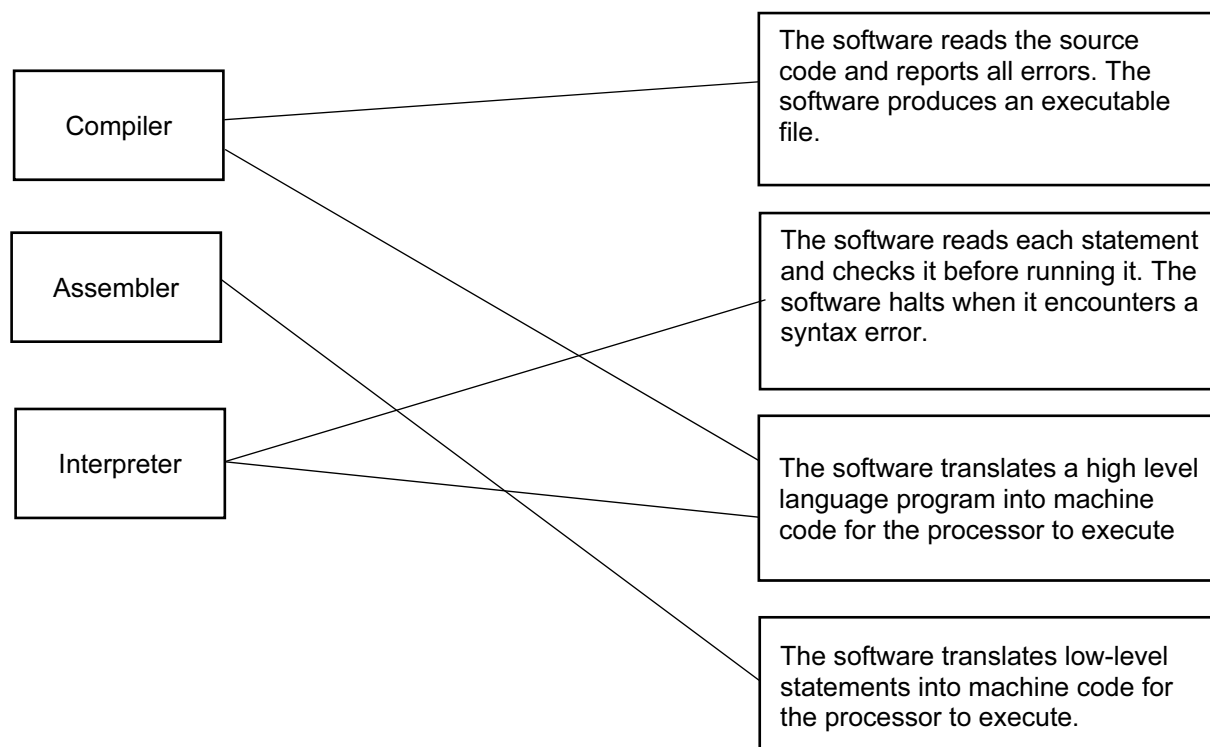 Compiler
Assembler
Interpreter
The software reads the source
code and reports all errors. The
software produces an executable
file.
The software reads each statement
and checks it before running it. The
software halts when it encounters a
syntax error.
The software translates a high level
language program into machine
code for the processor to execute
The software translates low-level
statements into machine code for
the processor to execute.